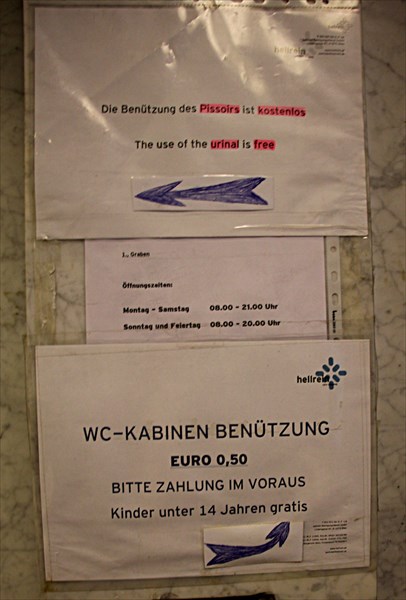 hellrein
Die Benützung des Pissoirs ist kostenlos
The use of the urinal is free
1., Graben
Öffnungszeiten:
Montag – Samstag 08.00 - 21.00 Uhr
Sonntag und Feiertag 08.00 - 20.00 Uhr
hellrein
WC-KABINEN BENÜTZUNG
EURO 0,50
BITTE ZAHLUNG IM VORAUS
Kinder unter 14 Jahren gratis